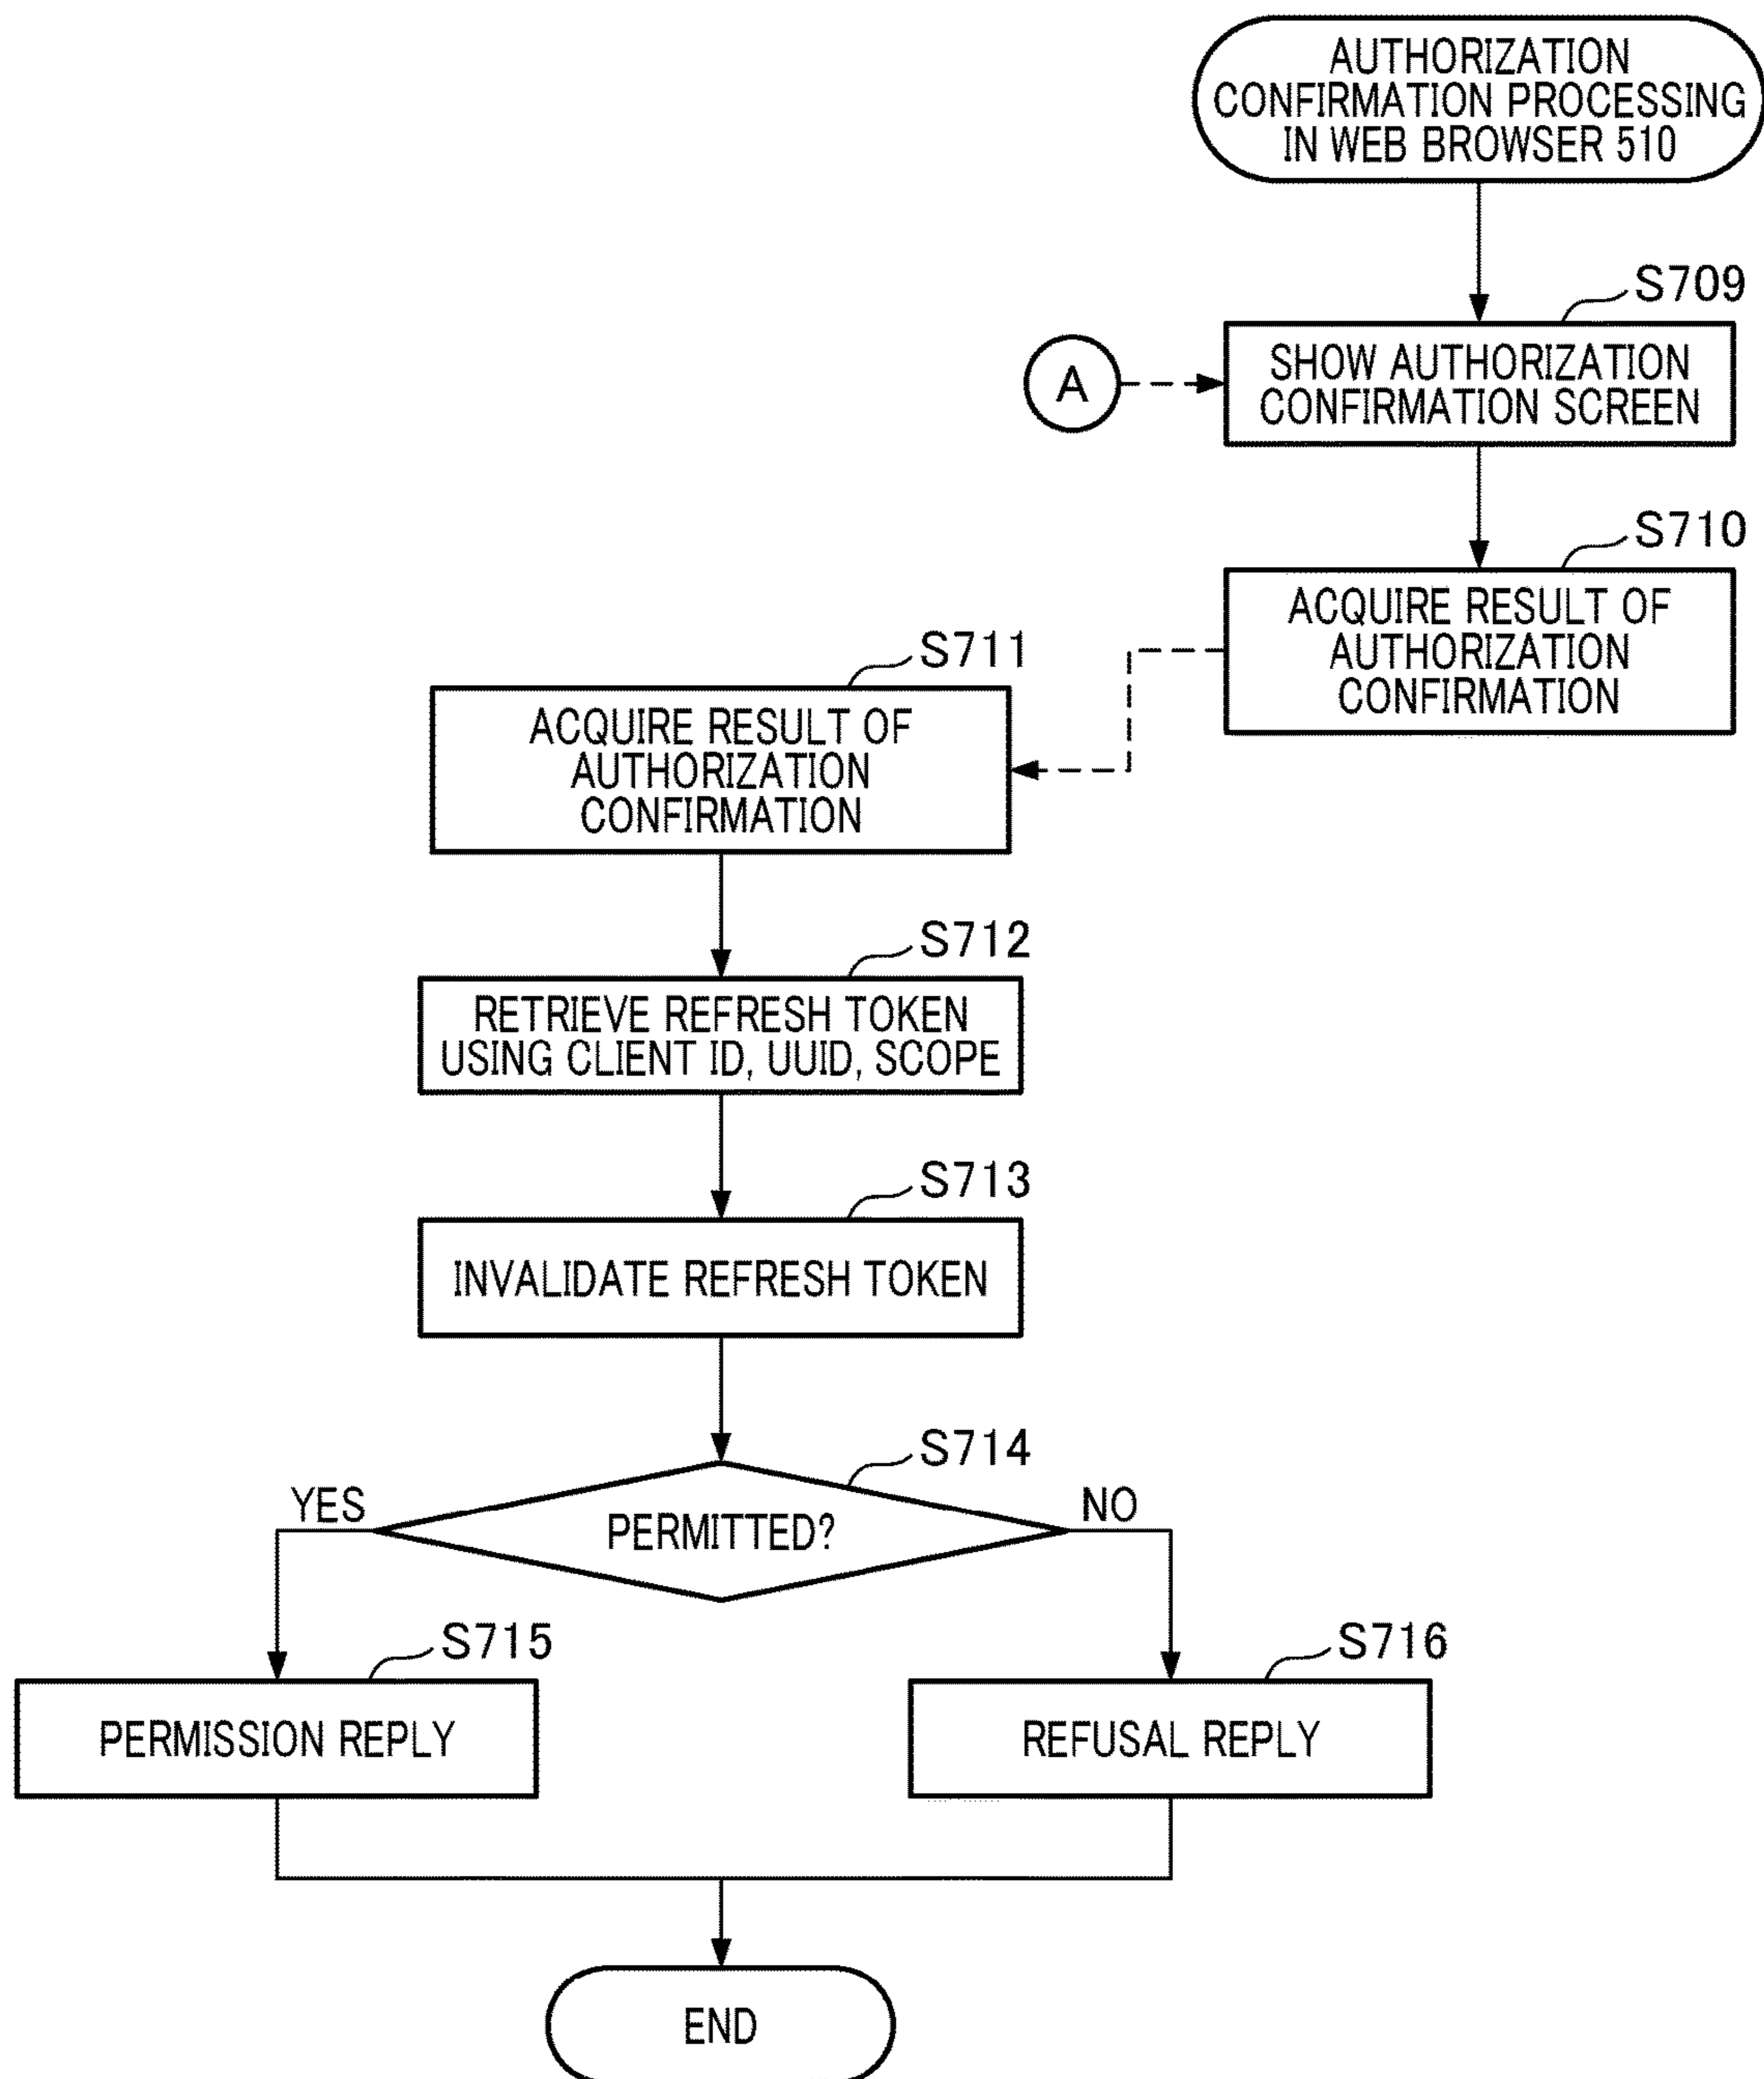 AUTHORIZATION
CONFIRMATION PROCESSING
IN WEB BROWSER 510
S709
A
SHOW AUTHORIZATION
CONFIRMATION SCREEN
S710
ACQUIRE RESULT OF
AUTHORIZATION
CONFIRMATION
S711
ACQUIRE RESULT OF
AUTHORIZATION
CONFIRMATION
S712
RETRIEVE REFRESH TOKEN
USING CLIENT ID, UUID, SCOPE
S713
INVALIDATE REFRESH TOKEN
S714
YES
PERMITTED?
NO
S715
PERMISSION REPLY
S716
REFUSAL REPLY
END